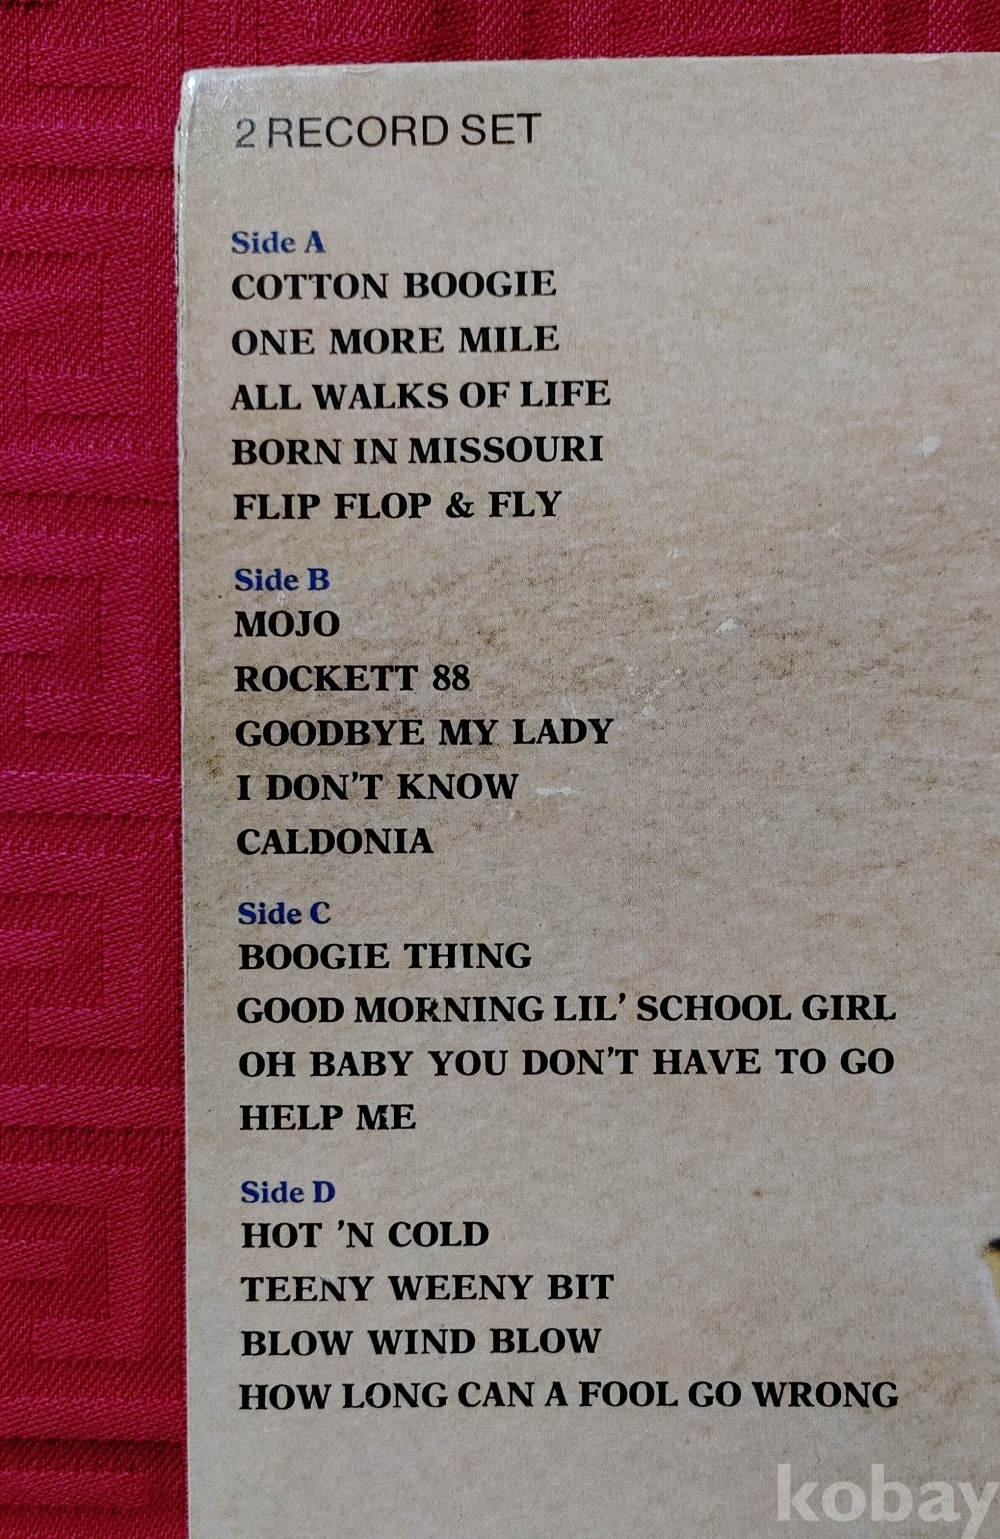 2 RECORD SET
Side A
COTTON BOOGIE
ONE MORE MILE
ALL WALKS OF LIFE
BORN IN MISSOURI
FLIP FLOP & FLY
Side B
MOJO
ROCKETT 88
GOODBYE MY LADY
I DON'T KNOW
CALDONIA
Side C
BOOGIE THING
GOOD MORNING LIL' SCHOOL GIRL
OH BABY YOU DON'T HAVE TO GO
HELP ME
Side D
HOT 'N COLD
TEENY WEENY BIT
BLOW WIND BLOW
HOW LONG CAN A FOOL GO WRONG
kobay